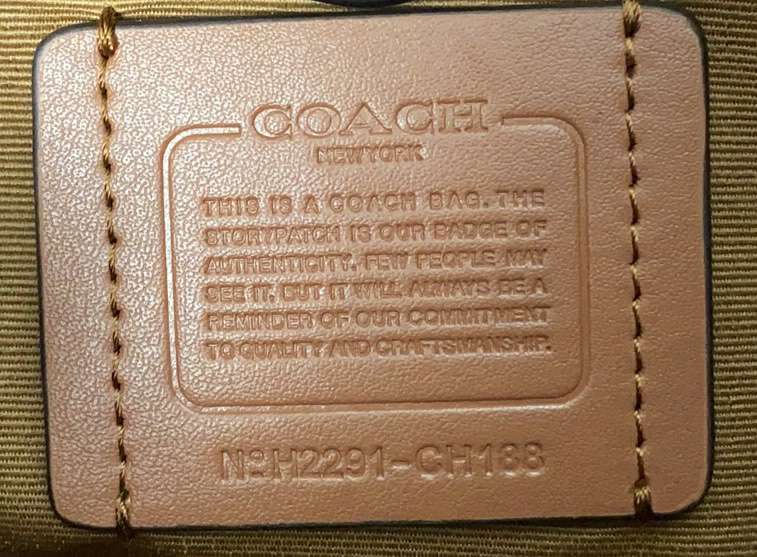 COACH
NEW YORK
THIS IS A COACH BAG. THE
STORYPATCH IS OUR BADGE OF
AUTHENTICITY. FEW PEOPLE MAY
SEE IT. BUT IT WILL ALWAYS BE A
REMINDER OF OUR COMMITMENT
TO QUALITY AND CRAFTSMANSHIP.
Nº H2291-CH188